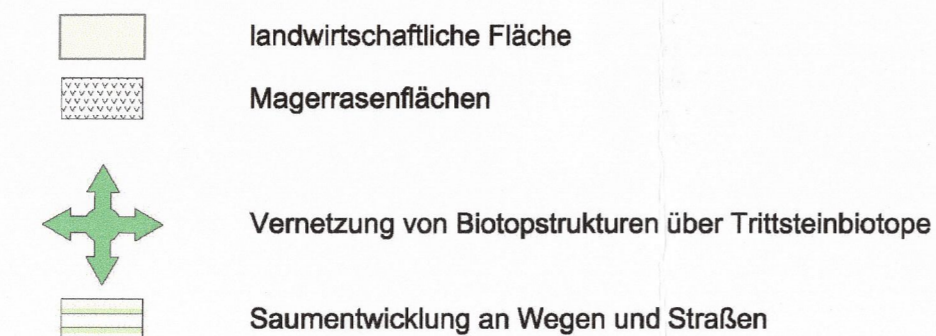 landwirtschaftliche Fläche
Magerrasenflächen
Vernetzung von Biotopstrukturen über Trittsteinbiotope
Saumentwicklung an Wegen und Straßen